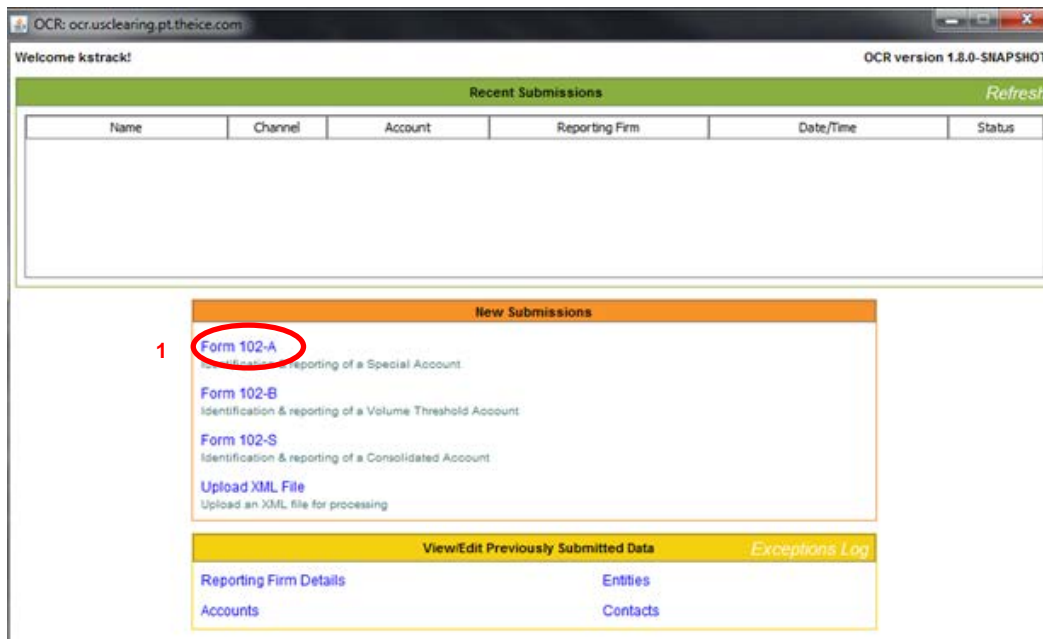 OCR: ocr.usclearing.pt.theice.com
Welcome kstrack! OCR version 1.8.0-SNAPSHOT
Recent Submissions Refresh
Name Channel Account Reporting Firm Date/Time Status
New Submissions
1 Form 102-A
Identification & reporting of a Special Account
Form 102-B
Identification & reporting of a Volume Threshold Account
Form 102-S
Identification & reporting of a Consolidated Account
Upload XML File
Upload an XML file for processing
View/Edit Previously Submitted Data Exceptions Log
Reporting Firm Details Entities
Accounts Contacts